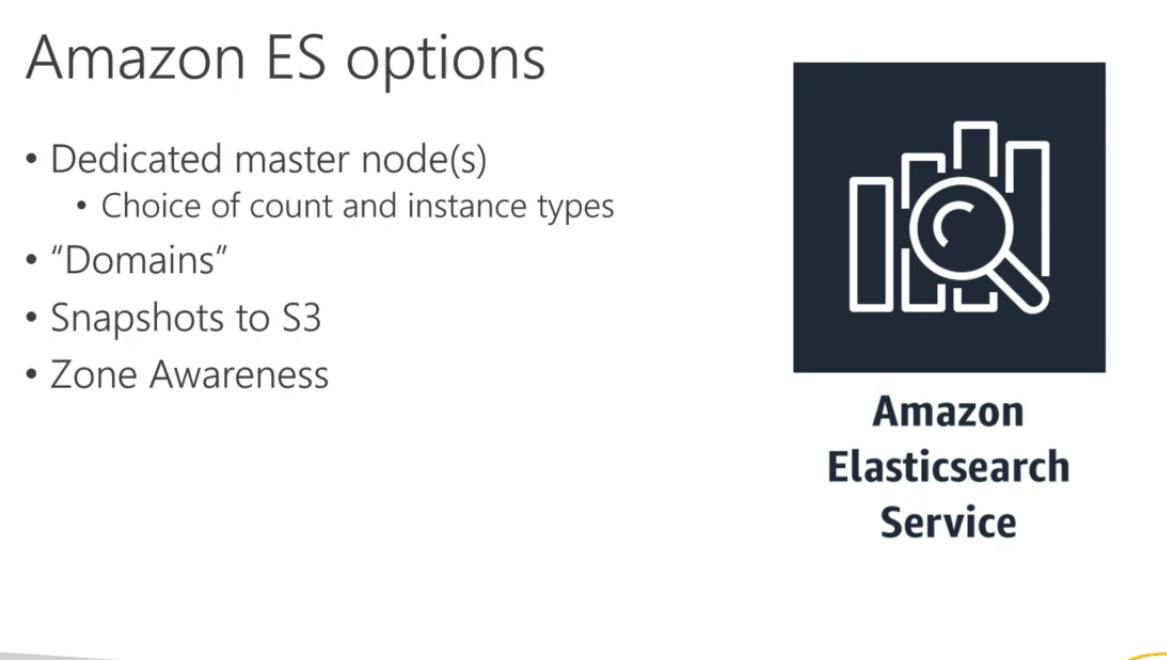 Amazon ES options
• Dedicated master node(s)
• Choice of count and instance types
• “Domains”
• Snapshots to S3
• Zone Awareness
Amazon
Elasticsearch
Service